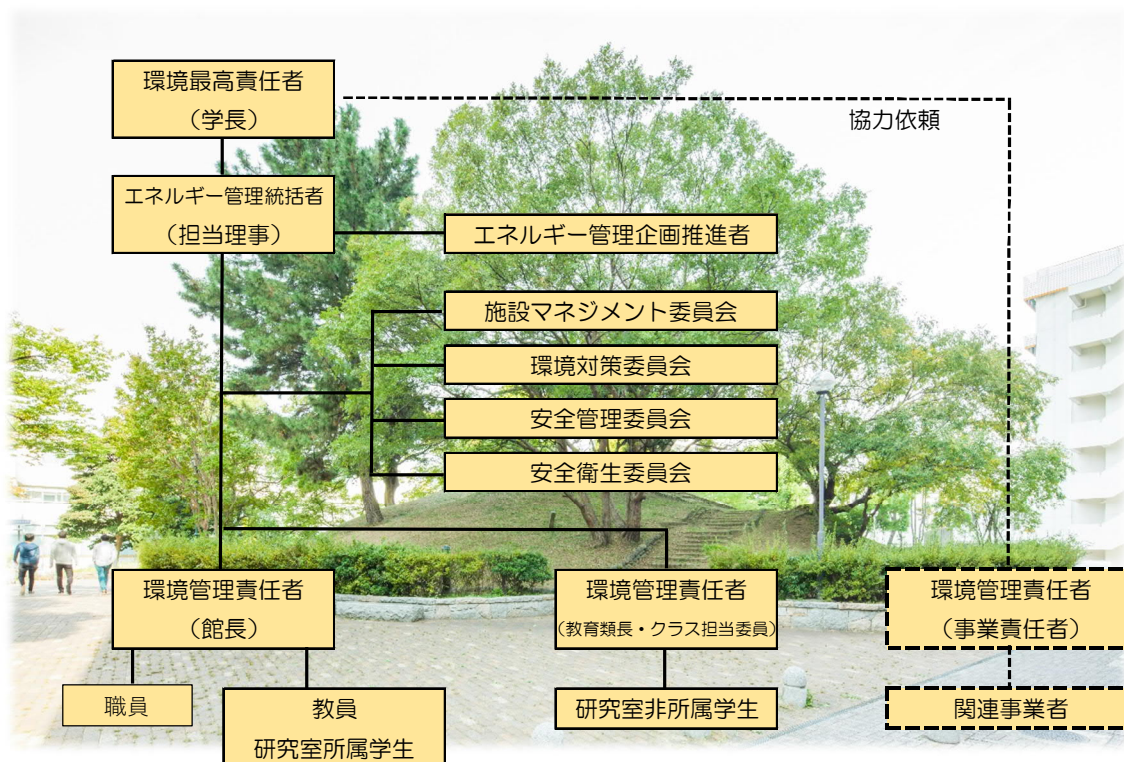 環境最高責任者
（学長）
協力依頼
エネルギー管理統括者
（担当理事）
エネルギー管理企画推進者
施設マネジメント委員会
環境対策委員会
安全管理委員会
安全衛生委員会
環境管理責任者
（館長）
環境管理責任者
（教育類長・クラス担当委員）
環境管理責任者
（事業責任者）
職員
教員
研究室所属学生
研究室非所属学生
関連事業者